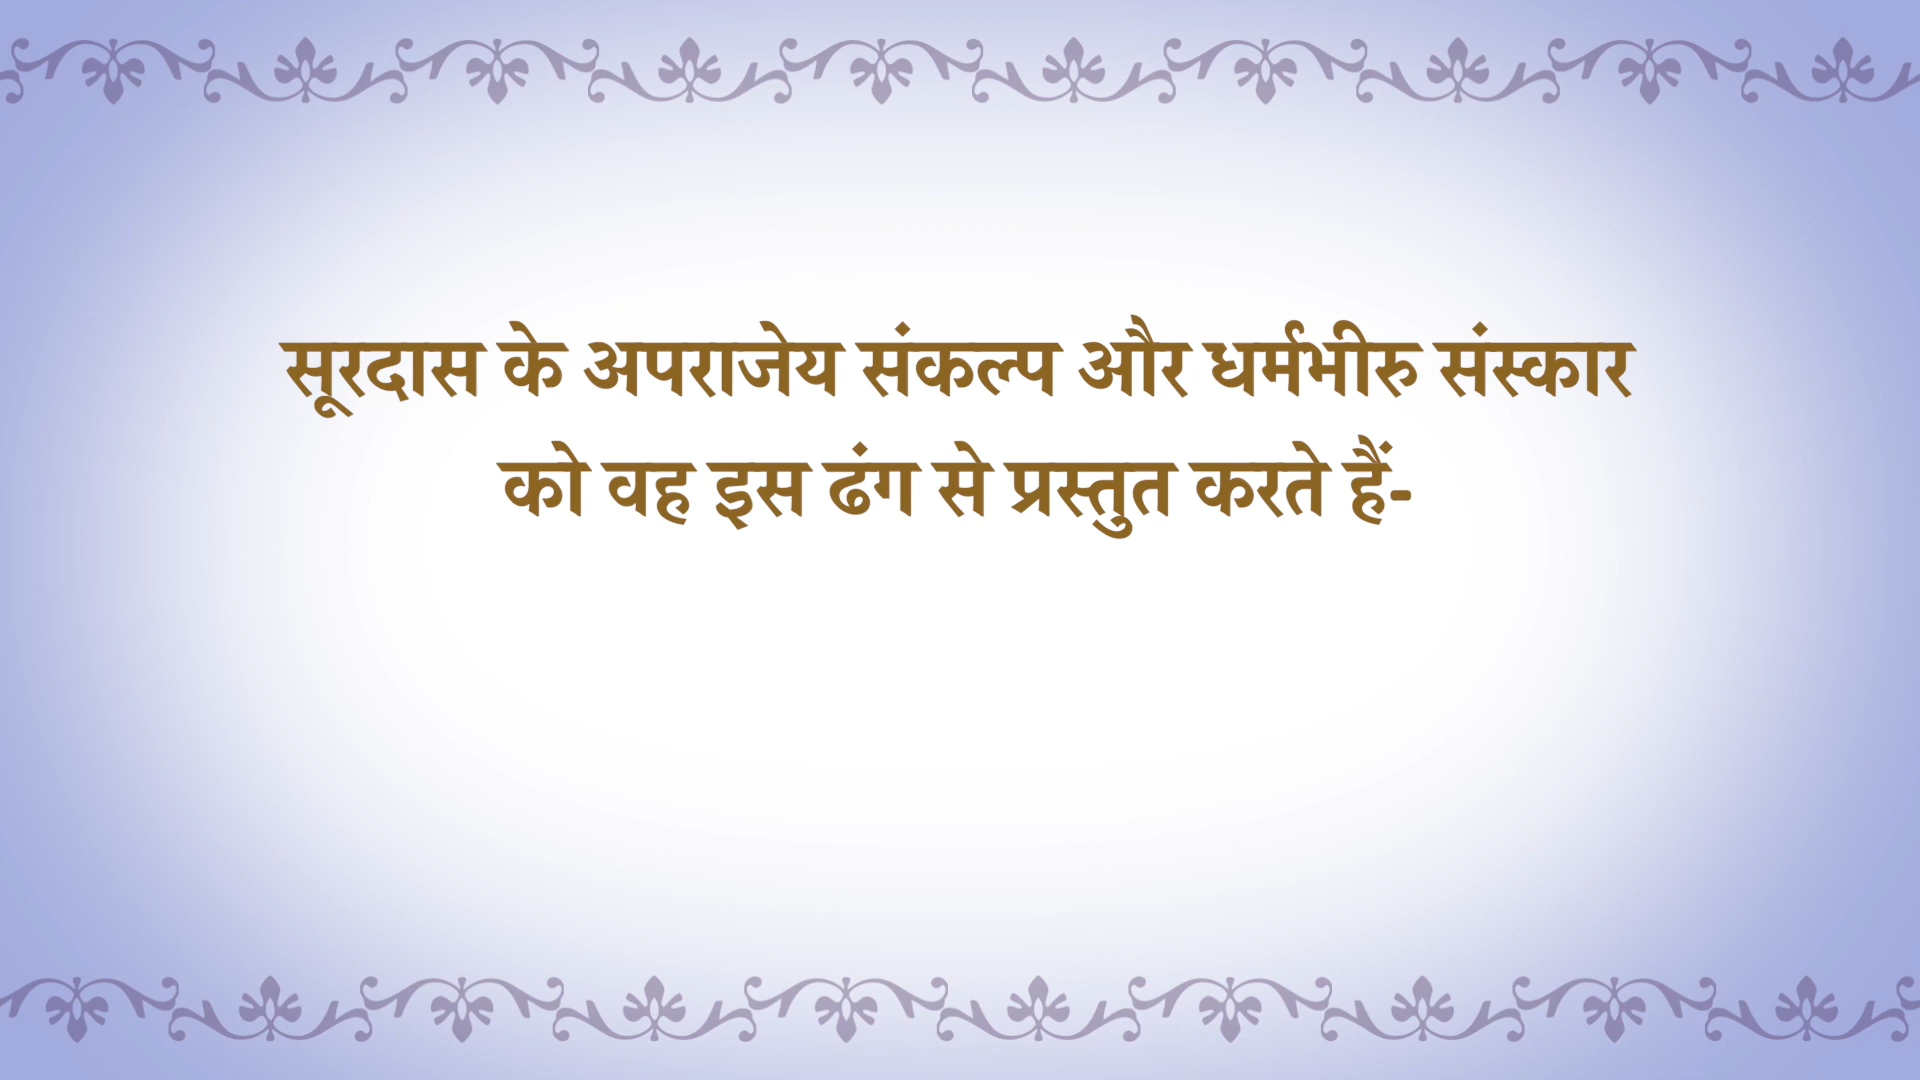 सूरदास के अपराजेय संकल्प और धर्मभीरु संस्कार
को वह इस ढंग से प्रस्तुत करते हैं-